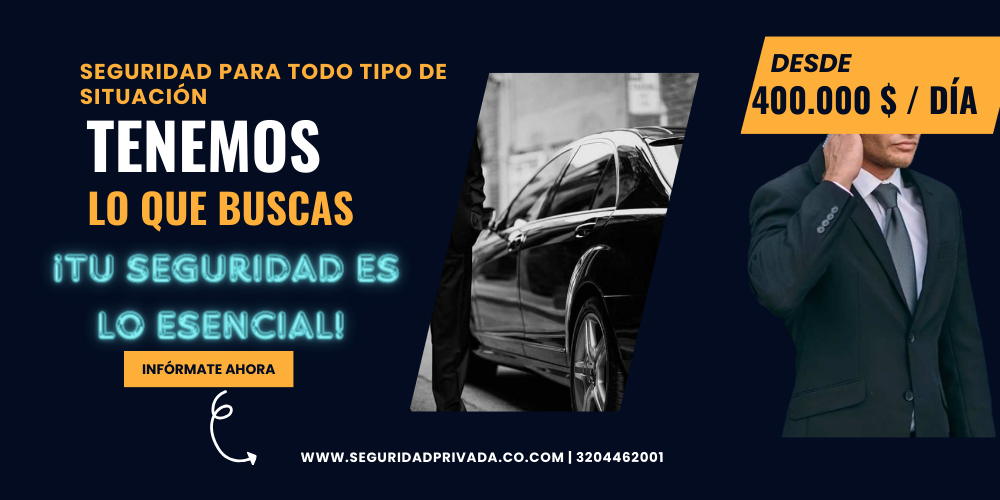 SEGURIDAD PARA TODO TIPO DE
SITUACIÓN
TENEMOS
LO QUE BUSCAS
¡TU SEGURIDAD ES
LO ESENCIAL!
INFÓRMATE AHORA
WWW.SEGURIDADPRIVADA.CO.COM | 3204462001
DESDE
400.000 $ / DÍA